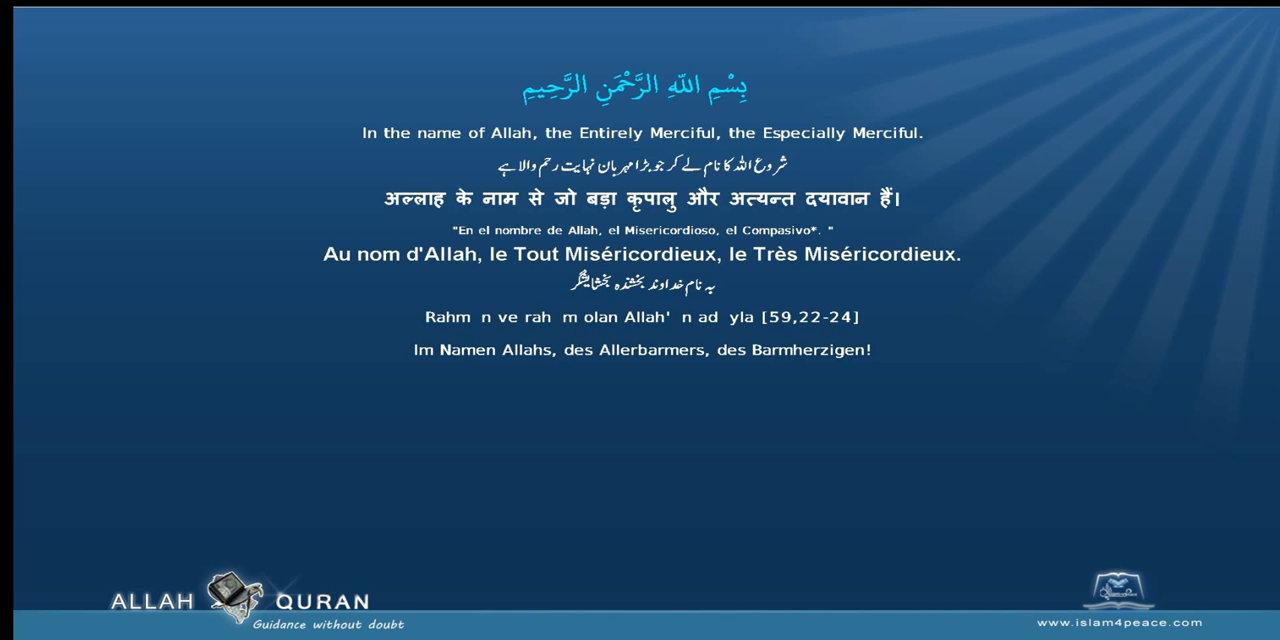 بِسْمِ اللّهِ الرَّحْمَنِ الرَّحِيمِ
In the name of Allah, the Entirely Merciful, the Especially Merciful.
شروع اللہ کا نام لے کر جو بڑا مہربان نہایت رحم والا ہے
अल्लाह के नाम से जो बड़ा कृपालु और अत्यन्त दयावान हैं।
"En el nombre de Allah, el Misericordioso, el Compasivo*. "
Au nom d'Allah, le Tout Miséricordieux, le Très Miséricordieux.
به نام خداوند بخشنده بخشایشگر
Rahm n ve rah m olan Allah' n ad yla [59,22-24]
Im Namen Allahs, des Allerbarmers, des Barmherzigen!
ALLAH QURAN
Guidance without doubt
www.islam4peace.com